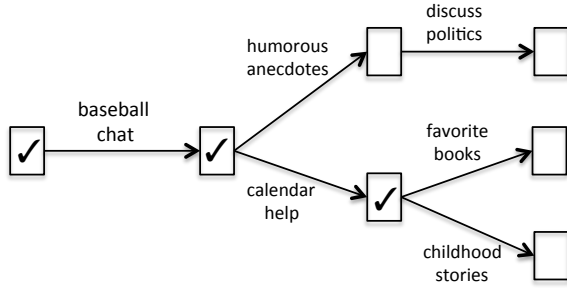 baseball
chat
humorous
anecdotes
discuss
politics
calendar
help
favorite
books
childhood
stories